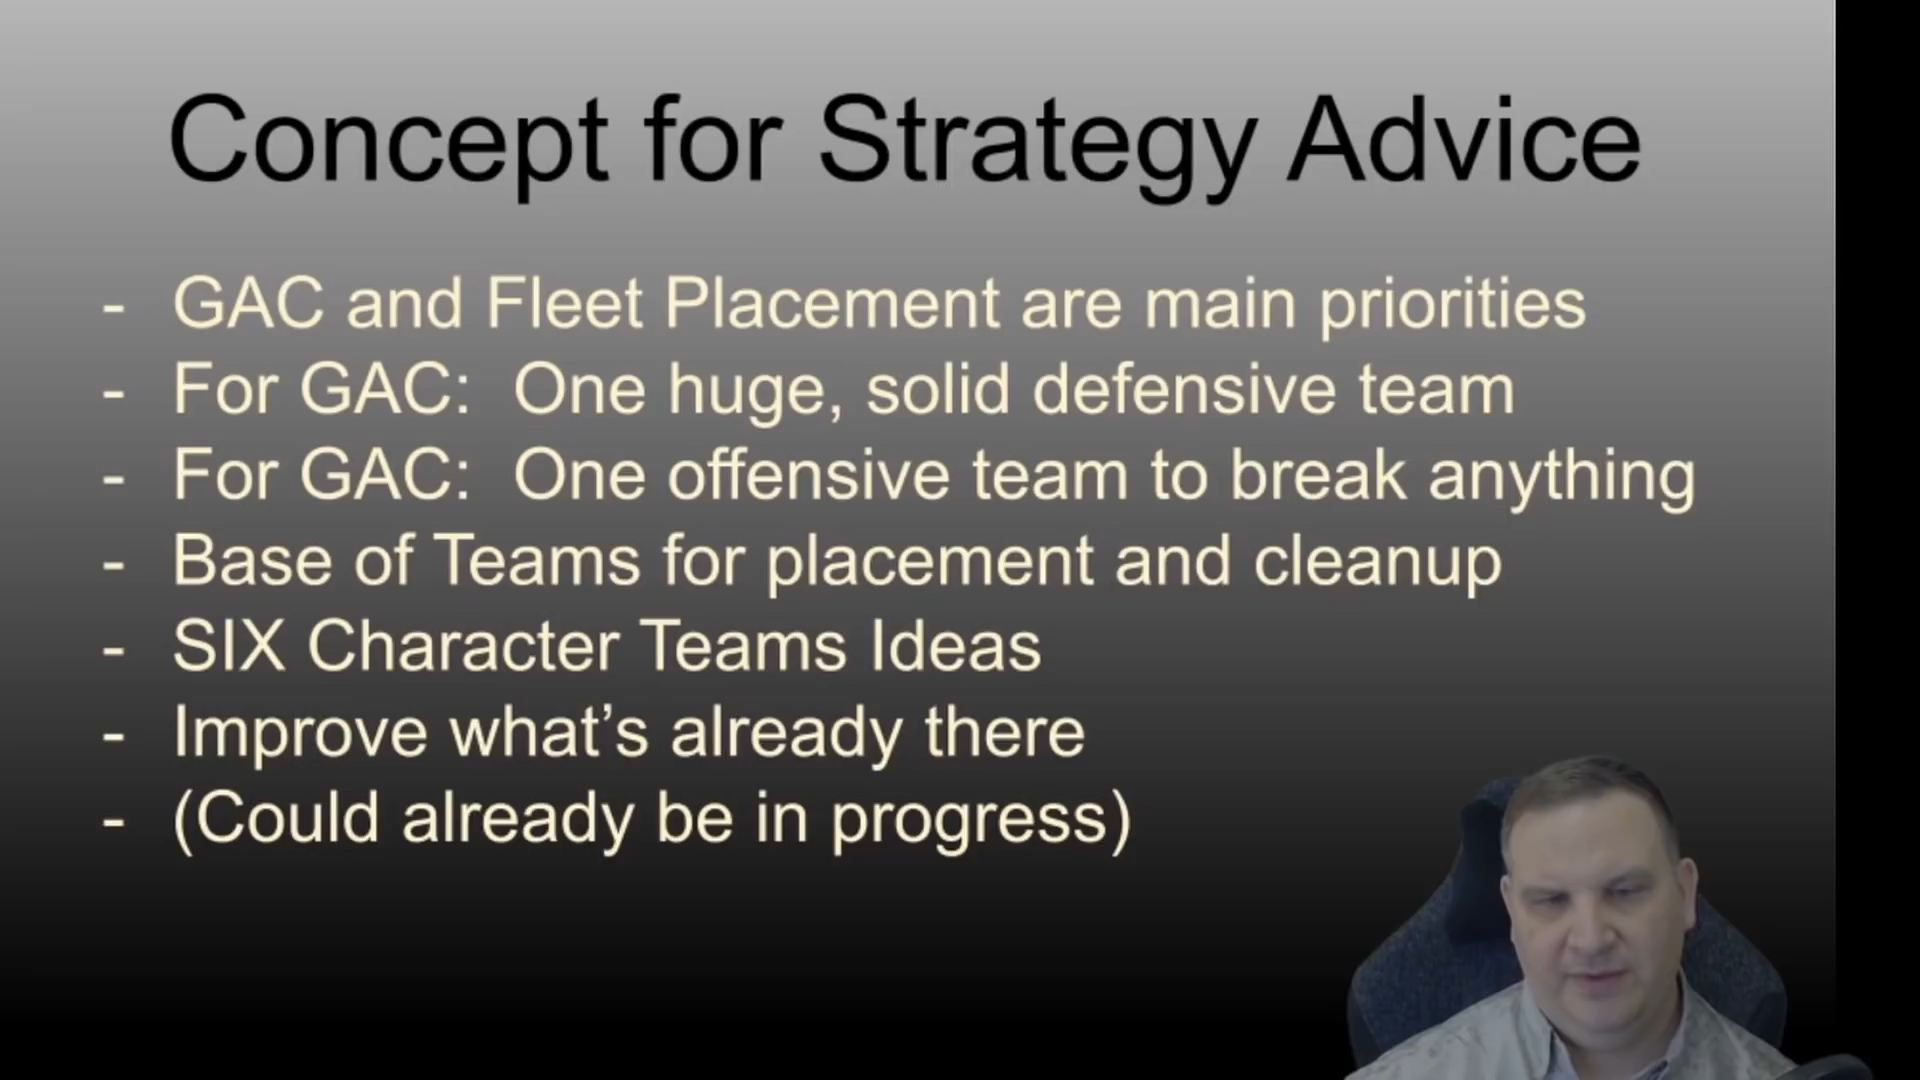 Concept for Strategy Advice
- GAC and Fleet Placement are main priorities
- For GAC: One huge, solid defensive team
- For GAC: One offensive team to break anything
- Base of Teams for placement and cleanup
- SIX Character Teams Ideas
- Improve what’s already there
- (Could already be in progress)